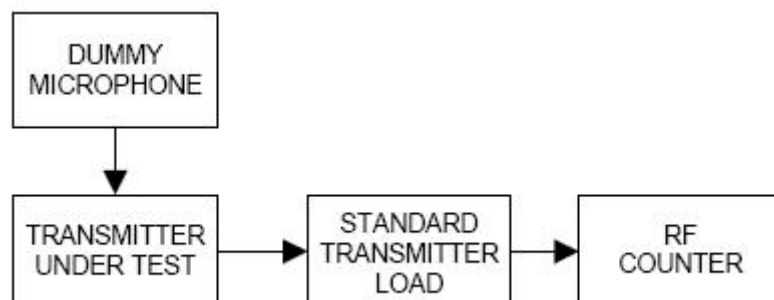 DUMMY
MICROPHONE
TRANSMITTER
UNDER TEST
STANDARD
TRANSMITTER
LOAD
RF
COUNTER